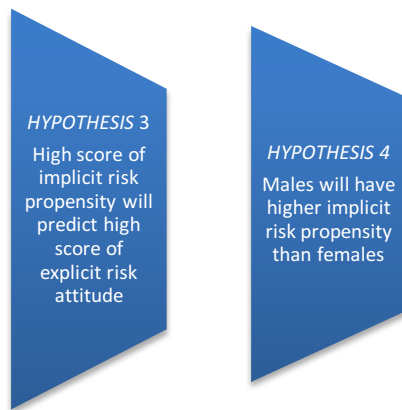 HYPOTHESIS 3
High score of
implicit risk
propensity will
predict high
score of
explicit risk
attitude
HYPOTHESIS 4
Males will have
higher implicit
risk propensity
than females